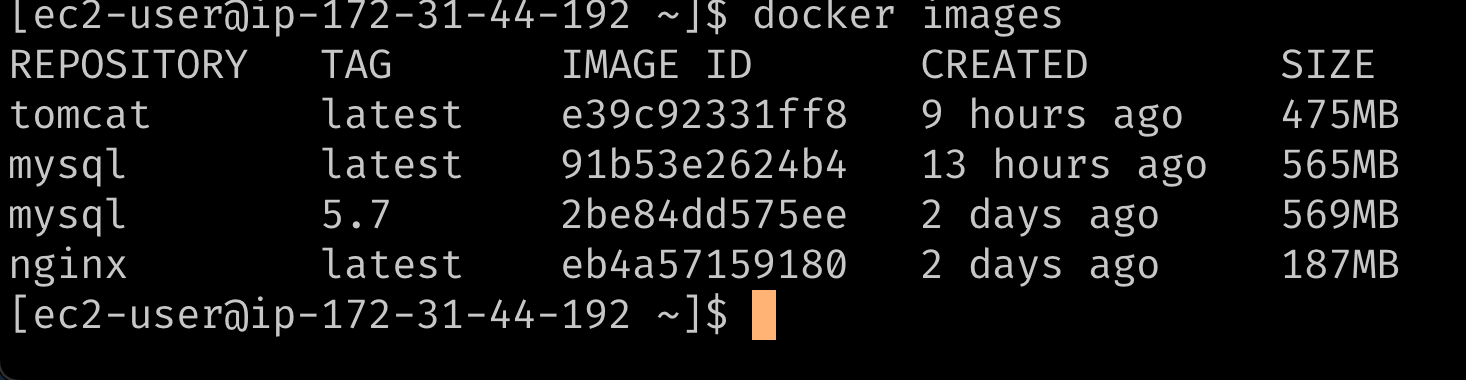 [ec2-user@ip-172-31-44-192 ~]$ docker images
REPOSITORY   TAG       IMAGE ID       CREATED        SIZE
tomcat       latest    e39c92331ff8   9 hours ago    475MB
mysql        latest    91b53e2624b4   13 hours ago   565MB
mysql        5.7       2be84dd575ee   2 days ago     569MB
nginx        latest    eb4a57159180   2 days ago     187MB
[ec2-user@ip-172-31-44-192 ~]$